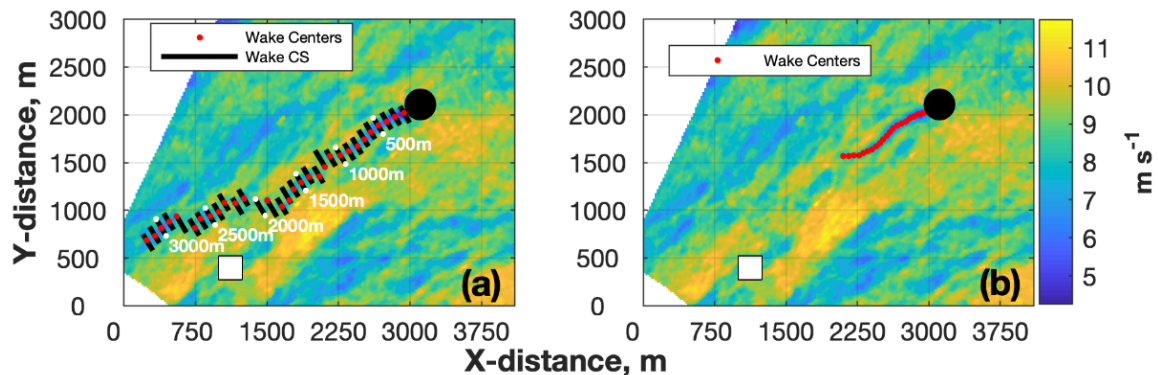 Wake Centers
Wake CS
3000
2500
2000
1500
1000
500
0
Y-distance, m
500m
1000m
1500m
2000m
2500m
3000m
(a)
0 750 1500 2250 3000 3750
Wake Centers
3000
2500
2000
1500
1000
500
0
(b)
0 750 1500 2250 3000 3750
X-distance, m
11
10
9
8
7
6
5
m s⁻¹